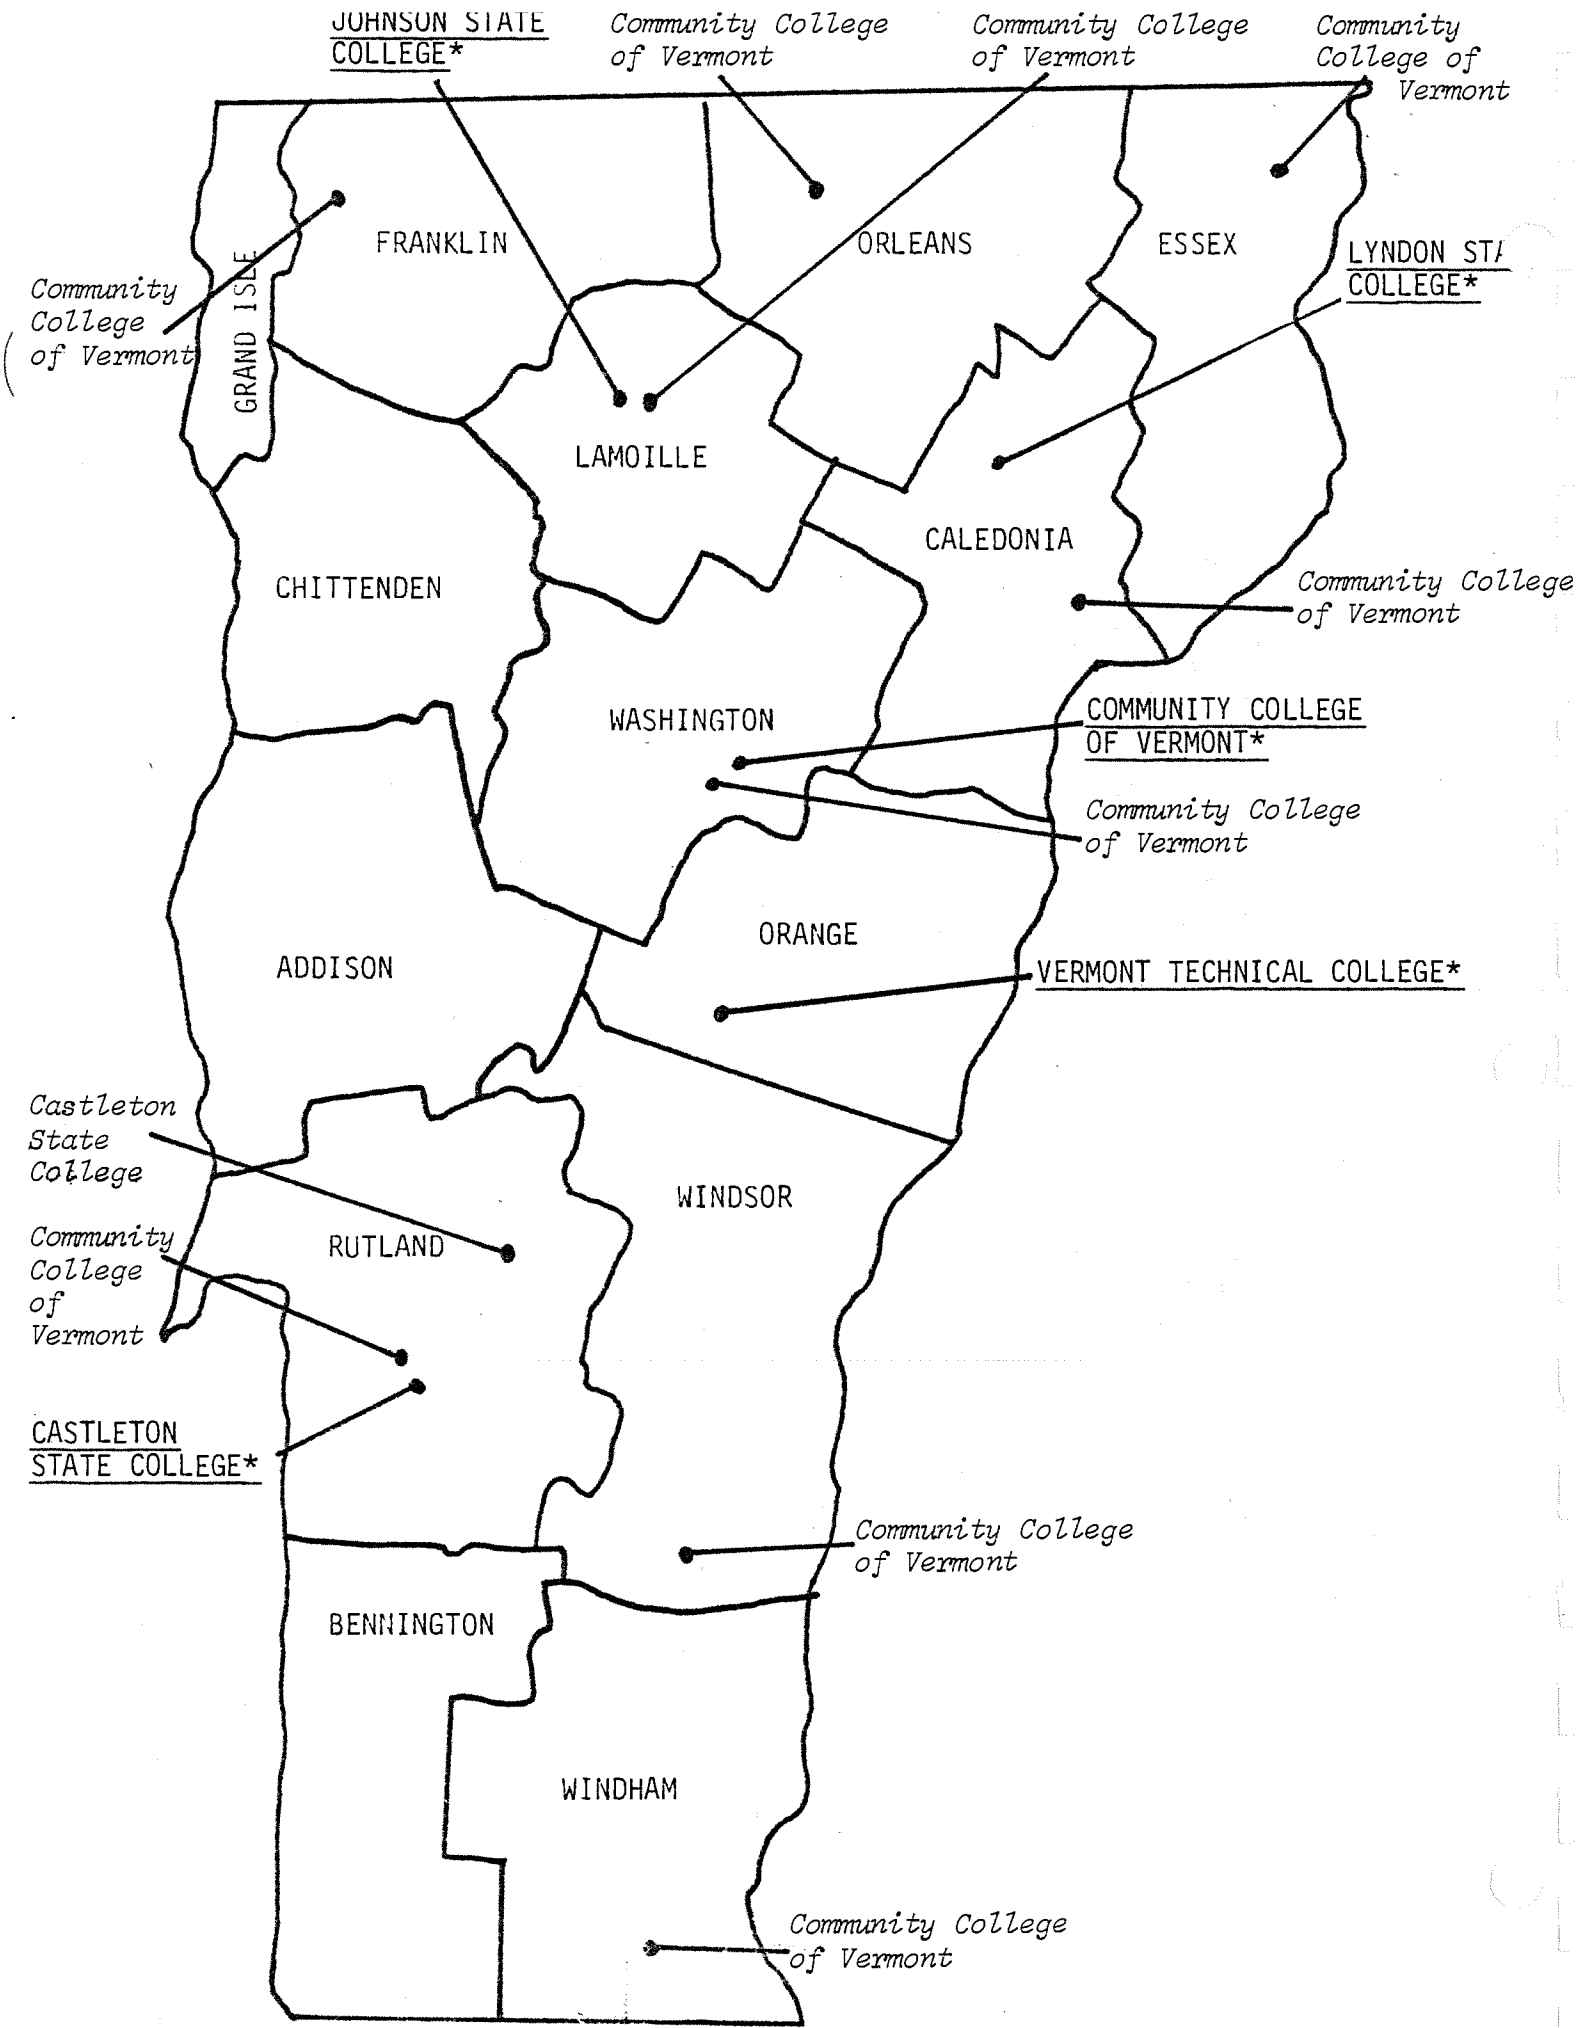 JOHNSON STATE
COLLEGE*
Community College
of Vermont
Community College
of Vermont
Community
College of
Vermont
FRANKLIN
ORLEANS
ESSEX
LYNDON STA
COLLEGE*
Community
College
of Vermont
GRAND ISLE
LAMOILLE
CALEDONIA
CHITTENDEN
Community College
of Vermont
WASHINGTON
COMMUNITY COLLEGE
OF VERMONT*
Community College
of Vermont
ORANGE
ADDISON
VERMONT TECHNICAL COLLEGE*
Castleton
State
College
WINDSOR
Community
College
of
Vermont
RUTLAND
CASTLETON
STATE COLLEGE*
Community College
of Vermont
BENNINGTON
WINDHAM
Community College
of Vermont